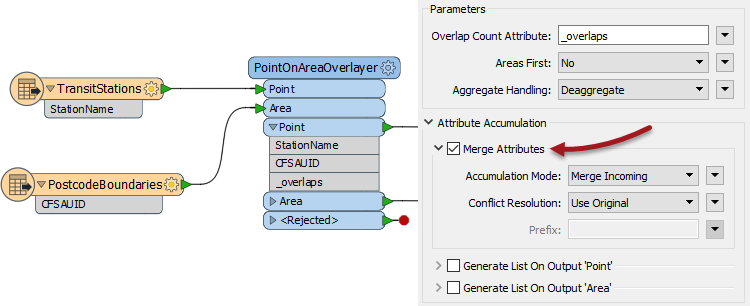 TransitStations
StationName
PostcodeBoundaries
CFSAUID
PointOnAreaOverlayer
Point
Area
Point
StationName
CFSAUID
_overlaps
Area
<Rejected>
Parameters
Overlap Count Attribute: _overlaps
Areas First: No
Aggregate Handling: Deaggregate
Attribute Accumulation
Merge Attributes
Accumulation Mode: Merge Incoming
Conflict Resolution: Use Original
Prefix:
Generate List On Output 'Point'
Generate List On Output 'Area'